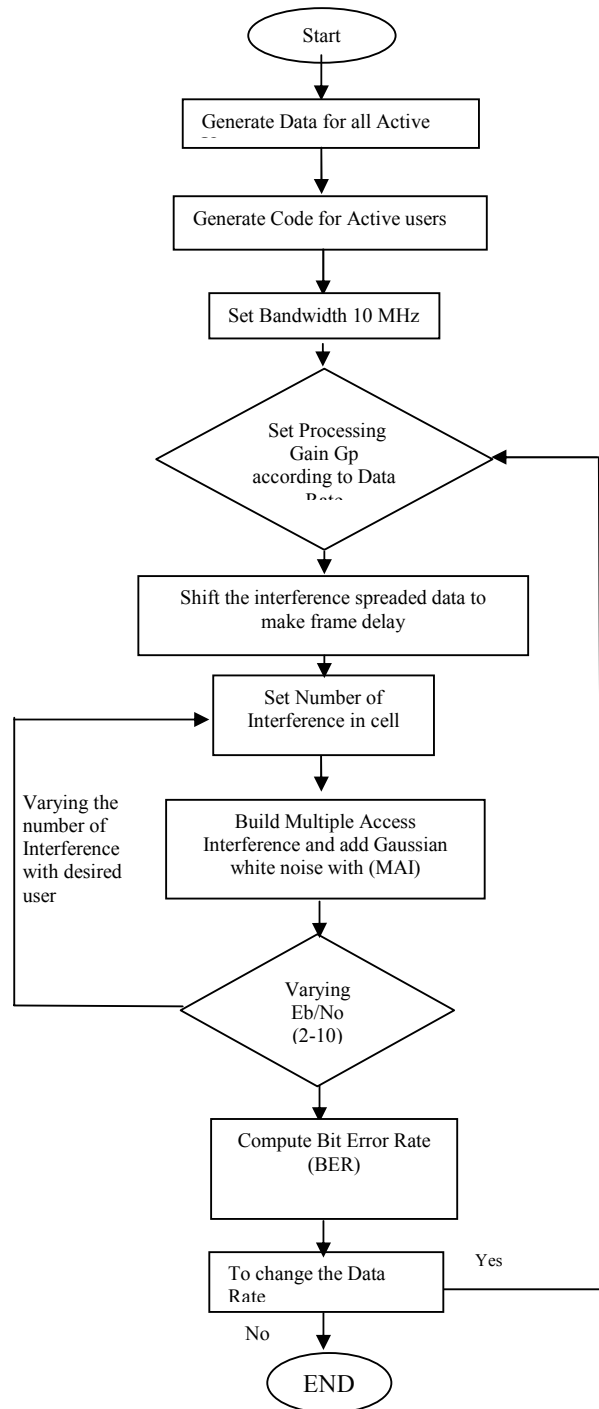 Start
Generate Data for all Active
Generate Code for Active users
Set Bandwidth 10 MHz
Set Processing
Gain Gp
according to Data
Rate
Shift the interference spreaded data to
make frame delay
Set Number of
Interference in cell
Varying the
number of
Interference
with desired
user
Build Multiple Access
Interference and add Gaussian
white noise with (MAI)
Varying
Eb/No
(2-10)
Compute Bit Error Rate
(BER)
To change the Data
Rate
Yes
No
END